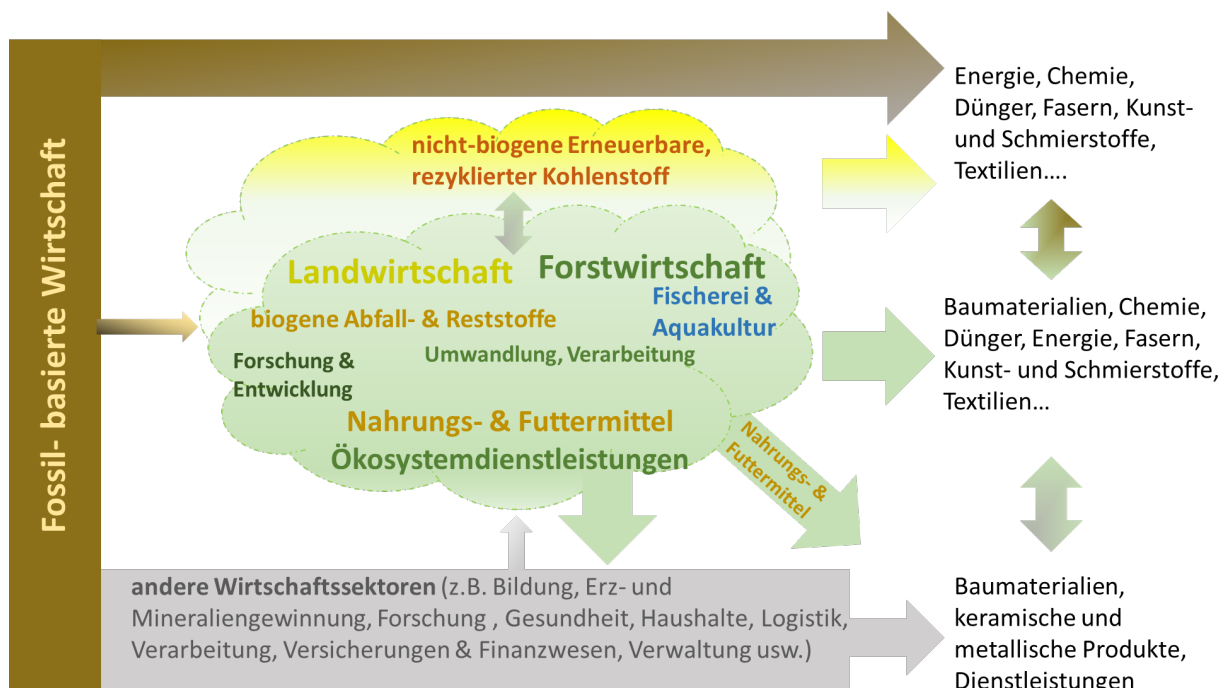 Fossil- basierte Wirtschaft
nicht-biogene Erneuerbare,
rezyklierter Kohlenstoff
Landwirtschaft
Forstwirtschaft
Fischerei &
Aquakultur
biogene Abfall- & Reststoffe
Forschung &
Entwicklung
Umwandlung, Verarbeitung
Nahrungs- & Futtermittel
Ökosystemdienstleistungen
Nahrungs- &
Futtermittel
andere Wirtschaftssektoren (z.B. Bildung, Erz- und
Mineraliengewinnung, Forschung , Gesundheit, Haushalte, Logistik,
Verarbeitung, Versicherungen & Finanzwesen, Verwaltung usw.)
Energie, Chemie,
Dünger, Fasern, Kunst-
und Schmierstoffe,
Textilien....
Baumaterialien, Chemie,
Dünger, Energie, Fasern,
Kunst- und Schmierstoffe,
Textilien...
Baumaterialien,
keramische und
metallische Produkte,
Dienstleistungen